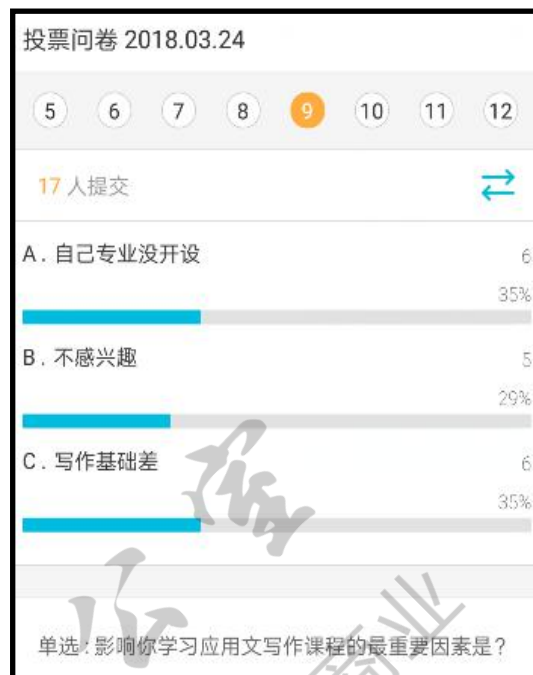 投票问卷 2018.03.24
5 6 7 8 9 10 11 12
17 人提交
A. 自己专业没开设 6
35%
B. 不感兴趣 5
29%
C. 写作基础差 6
35%
单选：影响你学习应用文写作课程的最重要因素是？
商业